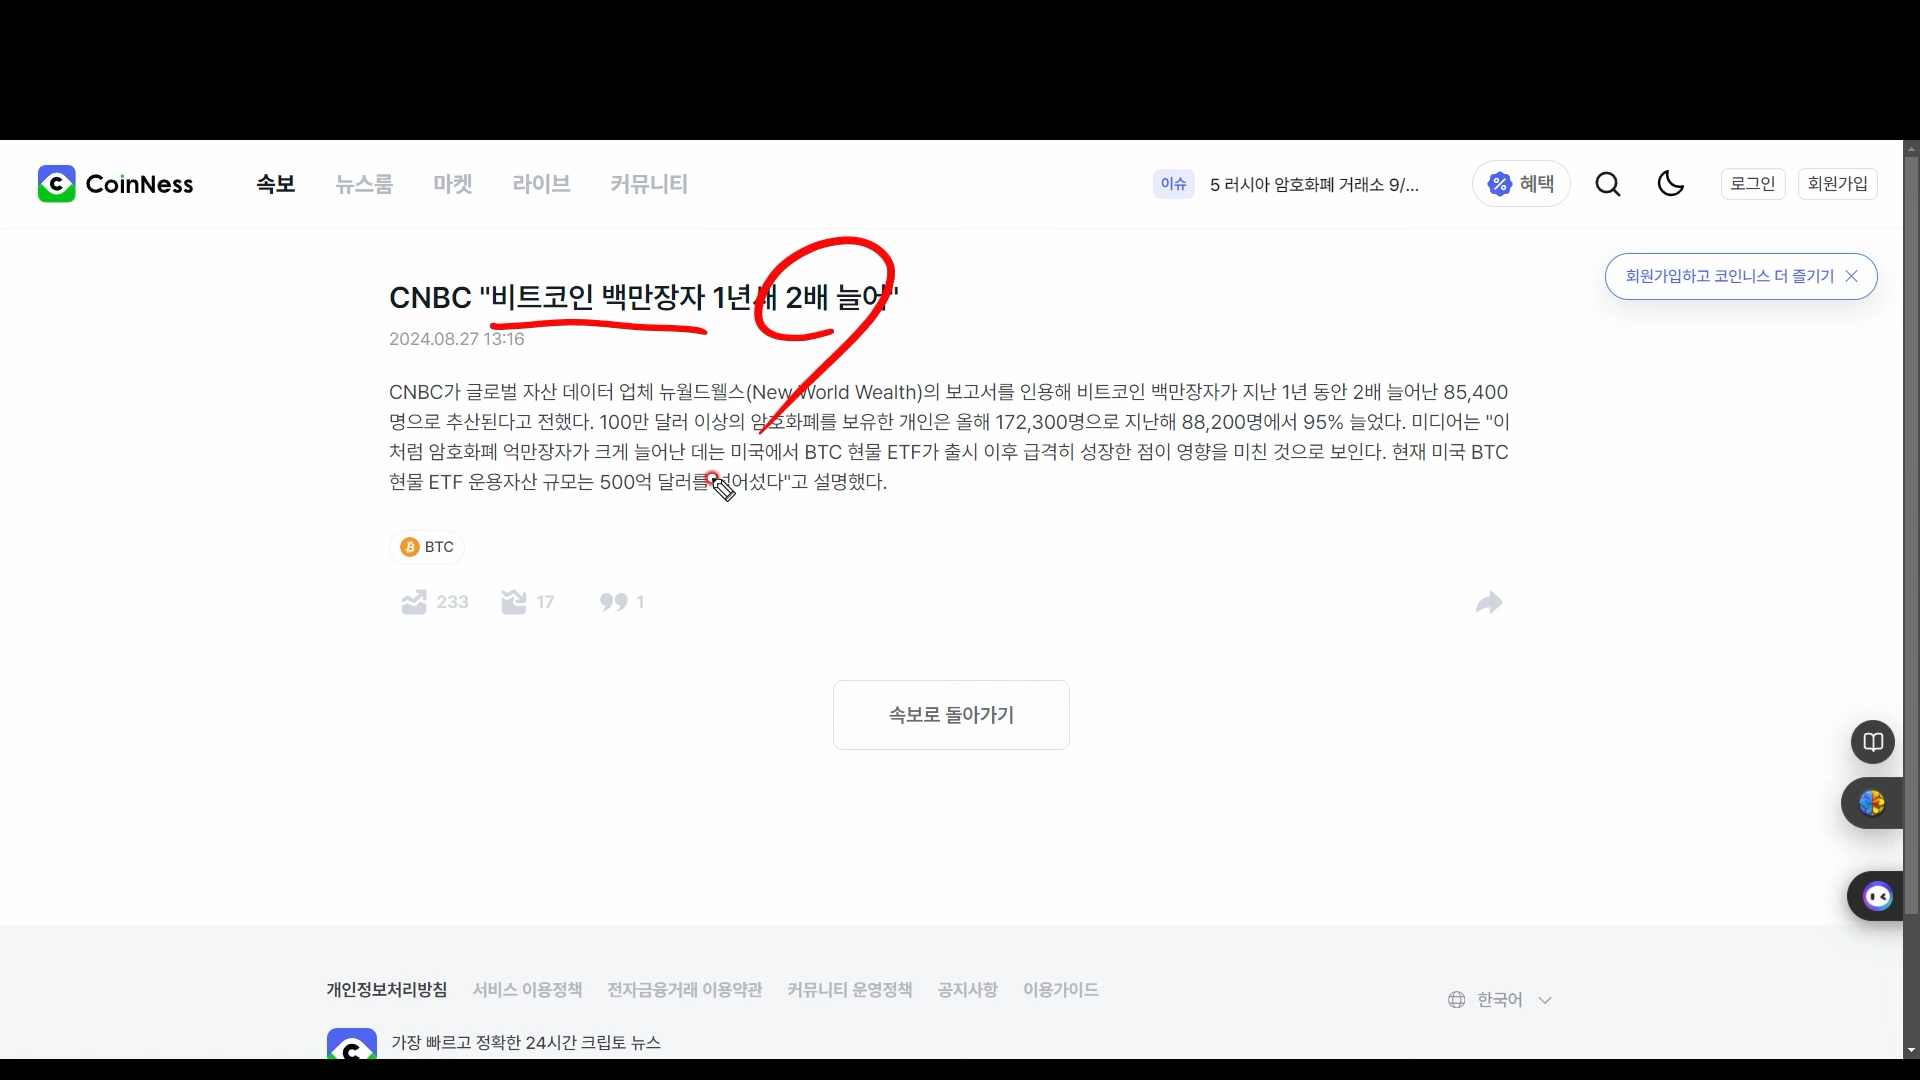 CoinNess
속보 뉴스룸 마켓 라이브 커뮤니티
이슈 5 러시아 암호화폐 거래소 9/...
혜택
로그인 회원가입
회원가입하고 코인니스 더 즐기기
CNBC "비트코인 백만장자 1년새 2배 늘어"
2024.08.27 13:16
CNBC가 글로벌 자산 데이터 업체 뉴월드웰스(New World Wealth)의 보고서를 인용해 비트코인 백만장자가 지난 1년 동안 2배 늘어난 85,400
명으로 추산된다고 전했다. 100만 달러 이상의 암호화폐를 보유한 개인은 올해 172,300명으로 지난해 88,200명에서 95% 늘었다. 미디어는 "이
처럼 암호화폐 억만장자가 크게 늘어난 데는 미국에서 BTC 현물 ETF가 출시 이후 급격히 성장한 점이 영향을 미친 것으로 보인다. 현재 미국 BTC
현물 ETF 운용자산 규모는 500억 달러를 넘어섰다"고 설명했다.
BTC
233 17 1
속보로 돌아가기
개인정보처리방침 서비스 이용정책 전자금융거래 이용약관 커뮤니티 운영정책 공지사항 이용가이드
한국어
가장 빠르고 정확한 24시간 크립토 뉴스